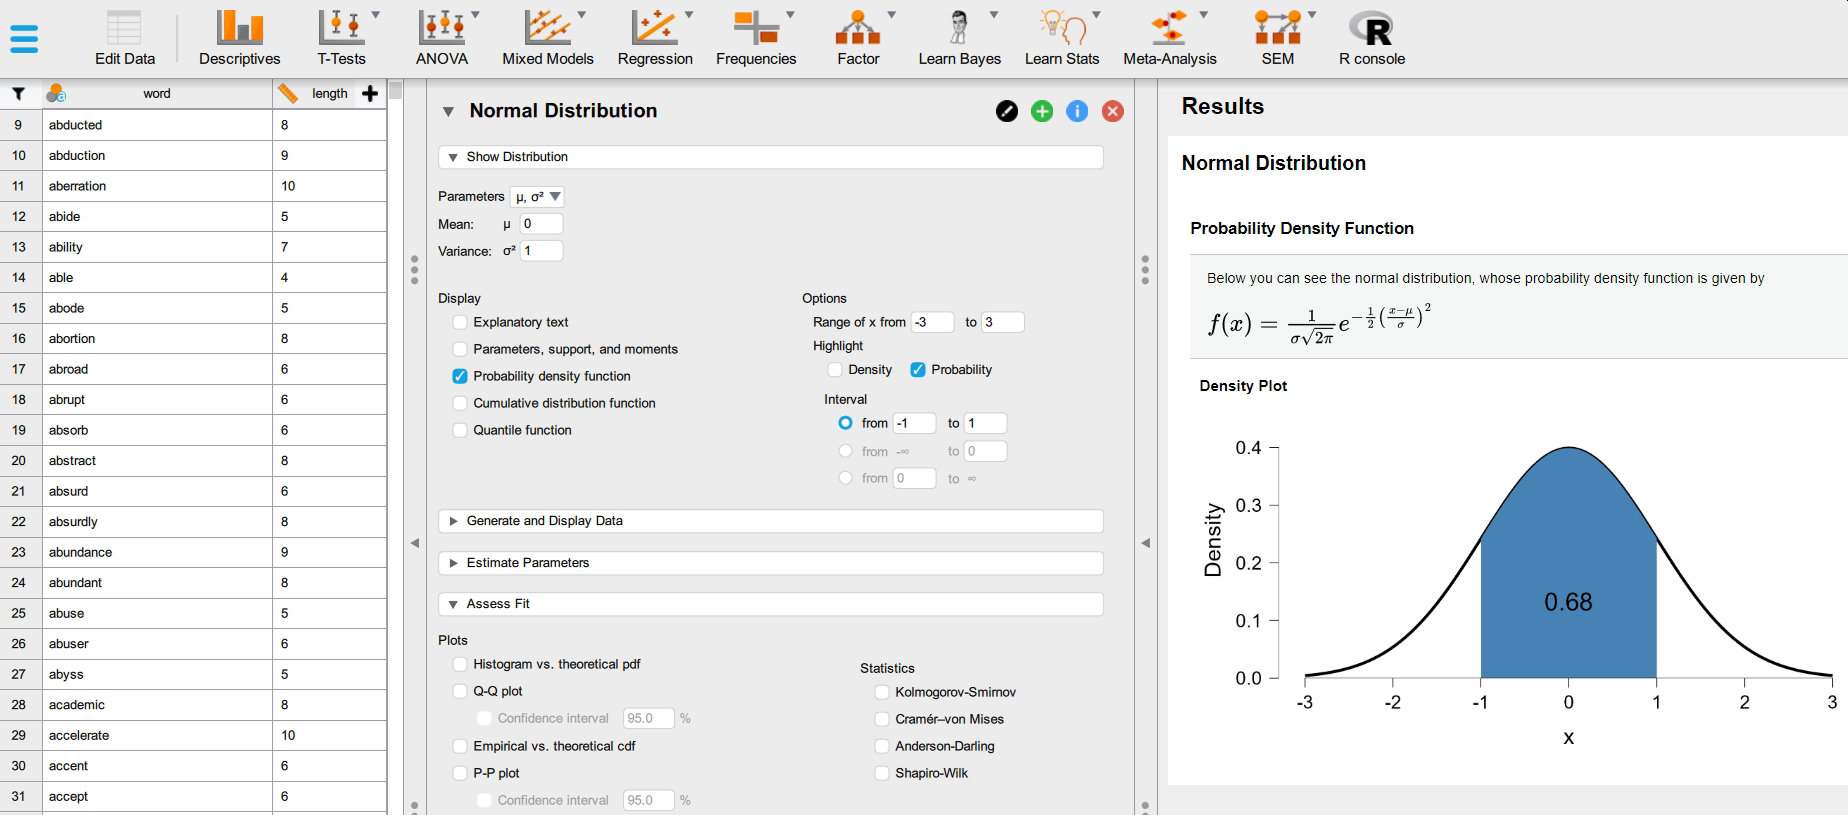 Edit Data
Descriptives
T-Tests
ANOVA
Mixed Models
Regression
Frequencies
Factor
Learn Bayes
Learn Stats
Meta-Analysis
SEM
R console
word length
9 abducted 8
10 abduction 9
11 aberration 10
12 abide 5
13 ability 7
14 able 4
15 abode 5
16 abortion 8
17 abroad 6
18 abrupt 6
19 absorb 6
20 abstract 8
21 absurd 6
22 absurdly 8
23 abundance 9
24 abundant 8
25 abuse 5
26 abuser 6
27 abyss 5
28 academic 8
29 accelerate 10
30 accent 6
31 accept 6
Normal Distribution
Show Distribution
Parameters μ, σ²
Mean: μ 0
Variance: σ² 1
Display
Explanatory text
Parameters, support, and moments
Probability density function
Cumulative distribution function
Quantile function
Options
Range of x from -3 to 3
Highlight
Density Probability
Interval
from -1 to 1
from -∞ to 0
from 0 to ∞
Generate and Display Data
Estimate Parameters
Assess Fit
Plots
Histogram vs. theoretical pdf
Q-Q plot
Confidence interval 95.0 %
Empirical vs. theoretical cdf
P-P plot
Confidence interval 95.0 %
Statistics
Kolmogorov-Smirnov
Cramér–von Mises
Anderson-Darling
Shapiro-Wilk
Results
Normal Distribution
Probability Density Function
Below you can see the normal distribution, whose probability density function is given by
f(x) = 1/(σ√2π) e^(−1/2((x−μ)/σ)²)
Density Plot
0.4
0.3
0.2
0.1
0.0
Density
0.68
-3 -2 -1 0 1 2 3
x